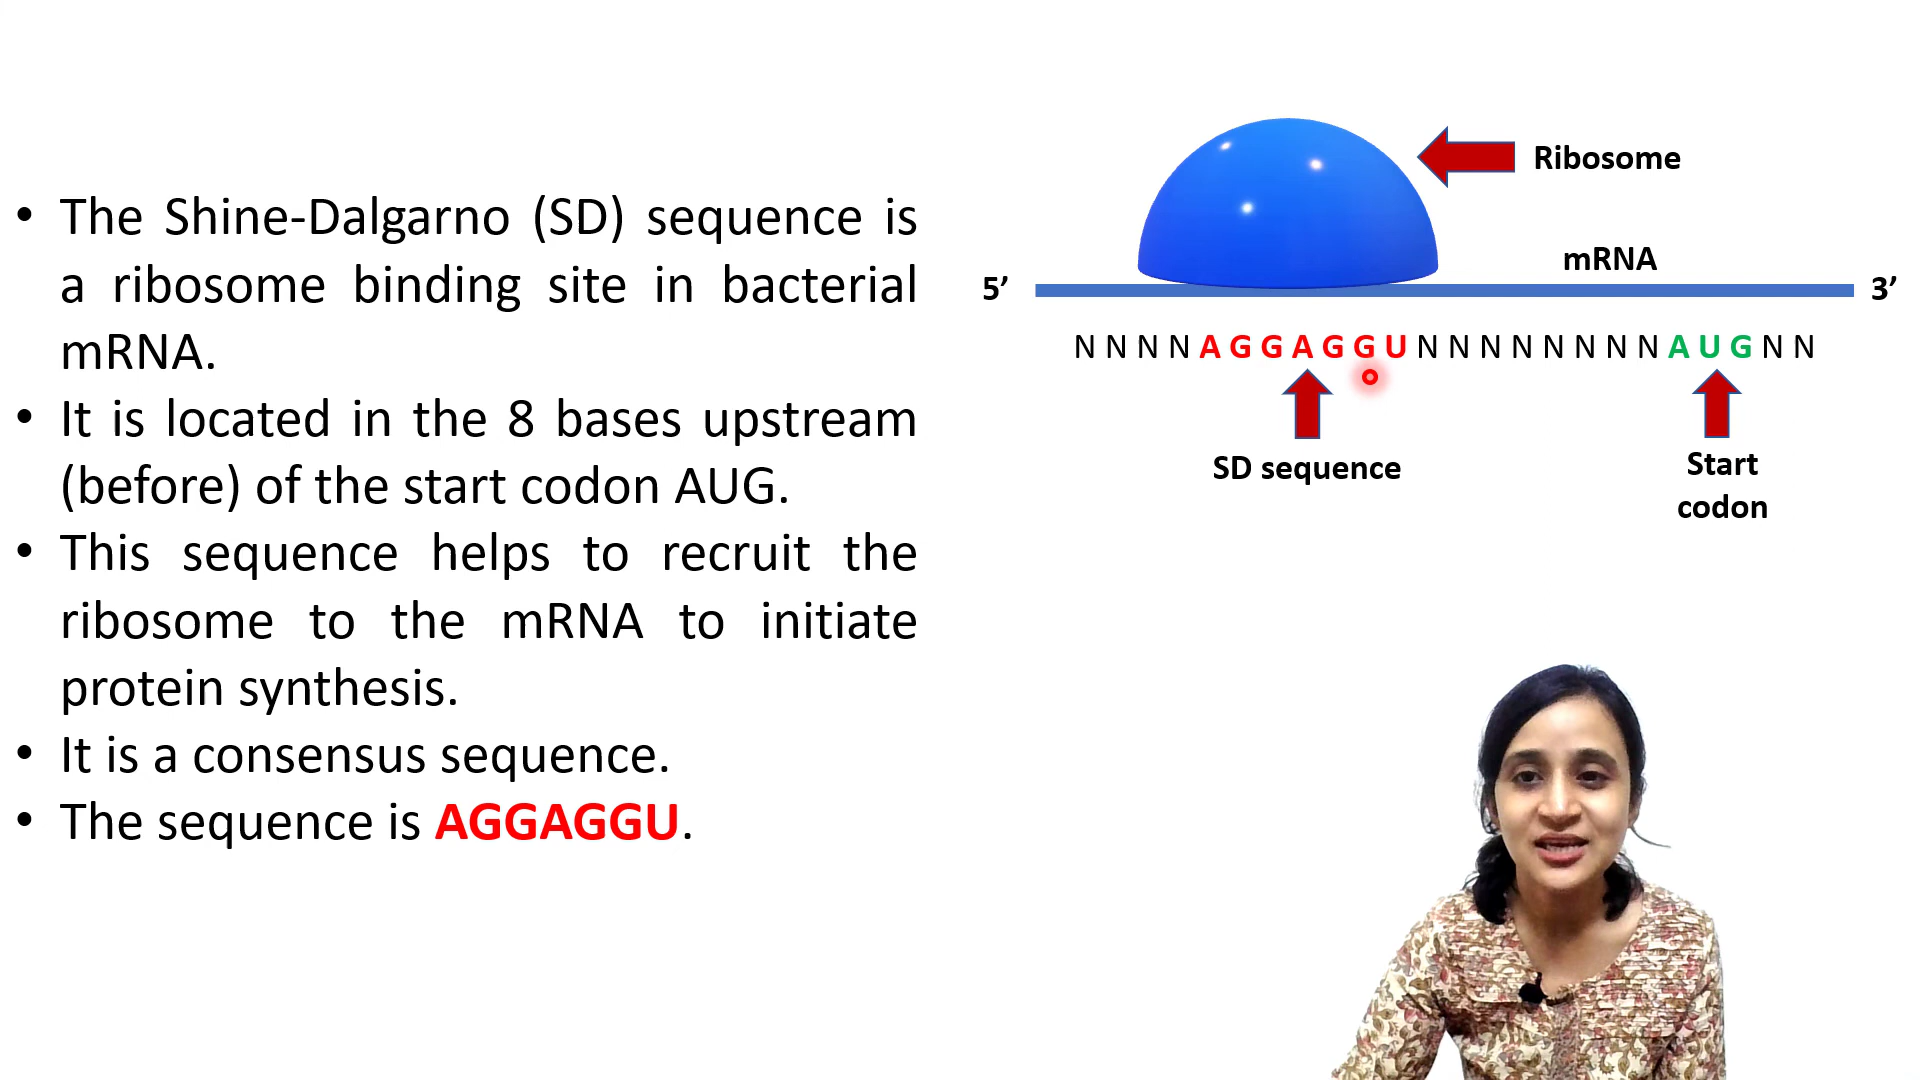 • The Shine-Dalgarno (SD) sequence is
a ribosome binding site in bacterial
mRNA.
• It is located in the 8 bases upstream
(before) of the start codon AUG.
• This sequence helps to recruit the
ribosome to the mRNA to initiate
protein synthesis.
• It is a consensus sequence.
• The sequence is AGGAGGU.
Ribosome
mRNA
5’ 3’
N N N N A G G A G G U N N N N N N N N A U G N N
SD sequence
Start
codon